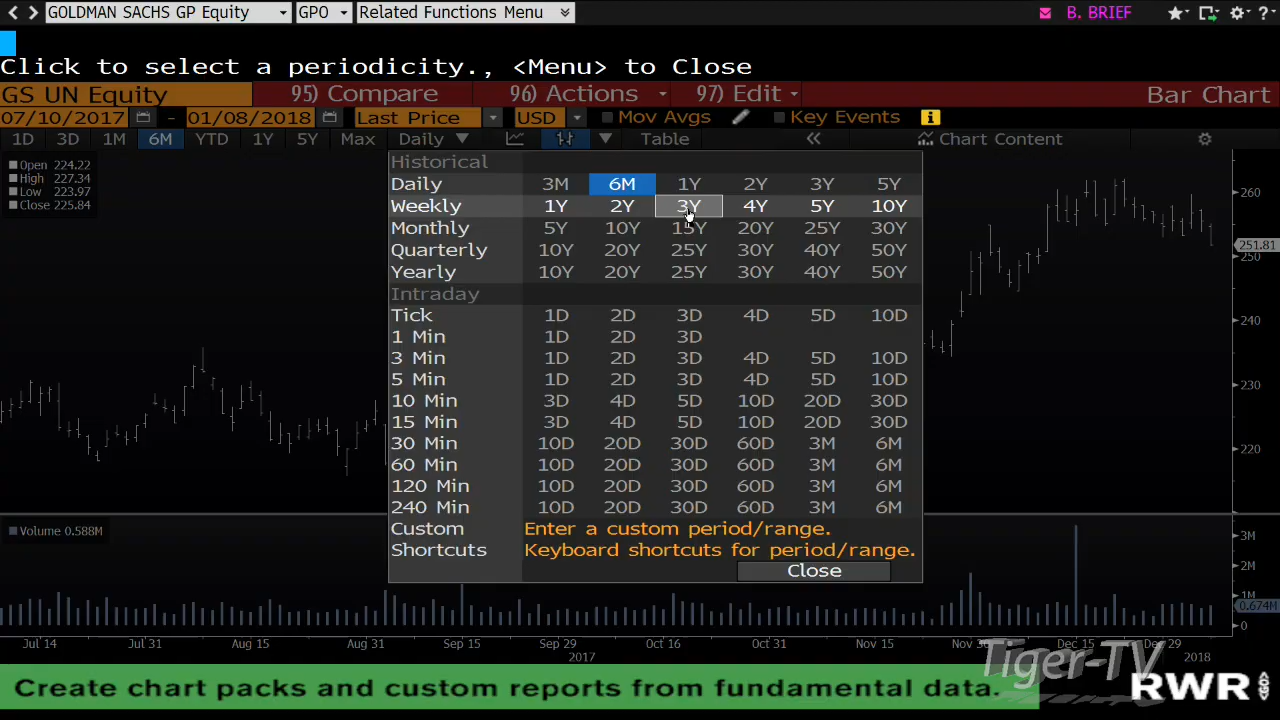 GOLDMAN SACHS GP Equity GPO Related Functions Menu B. BRIEF ?
Click to select a periodicity., <Menu> to Close
GS UN Equity 95) Compare 96) Actions 97) Edit Bar Chart
07/10/2017 - 01/08/2018 Last Price USD Mov Avgs Key Events i
1D 3D 1M 6M YTD 1Y 5Y Max Daily Table « Chart Content
Open 224.22
High 227.34
Low 223.97
Close 225.84
Historical
Daily 3M 6M 1Y 2Y 3Y 5Y
Weekly 1Y 2Y 3Y 4Y 5Y 10Y
Monthly 5Y 10Y 15Y 20Y 25Y 30Y
Quarterly 10Y 20Y 25Y 30Y 40Y 50Y
Yearly 10Y 20Y 25Y 30Y 40Y 50Y
Intraday
Tick 1D 2D 3D 4D 5D 10D
1 Min 1D 2D 3D
3 Min 1D 2D 3D 4D 5D 10D
5 Min 1D 2D 3D 4D 5D 10D
10 Min 3D 4D 5D 10D 20D 30D
15 Min 3D 4D 5D 10D 20D 30D
30 Min 10D 20D 30D 60D 3M 6M
60 Min 10D 20D 30D 60D 3M 6M
120 Min 10D 20D 30D 60D 3M 6M
240 Min 10D 20D 30D 60D 3M 6M
Custom Enter a custom period/range.
Shortcuts Keyboard shortcuts for period/range.
Close
260
251.81
250
240
230
220
Volume 0.588M
3M
2M
1M
0.674M
0
Jul 14 Jul 31 Aug 15 Aug 31 Sep 15 Sep 29 Oct 16 Oct 31 Nov 15 Nov Dec 15 Dec 29
2017 2018
Tiger-TV
Create chart packs and custom reports from fundamental data.
RWR GO